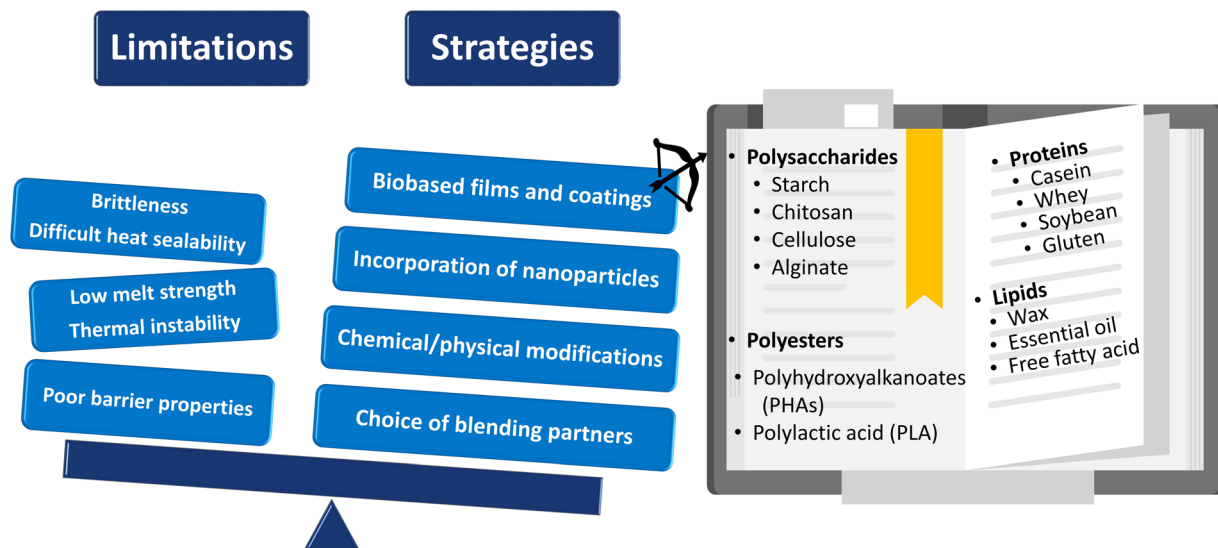 Limitations
Strategies
Brittleness
Difficult heat sealability
Low melt strength
Thermal instability
Poor barrier properties
Biobased films and coatings
Incorporation of nanoparticles
Chemical/physical modifications
Choice of blending partners
• Polysaccharides
• Starch
• Chitosan
• Cellulose
• Alginate
• Polyesters
• Polyhydroxyalkanoates
(PHAs)
• Polylactic acid (PLA)
• Proteins
• Casein
• Whey
• Soybean
• Gluten
• Lipids
• Wax
• Essential oil
• Free fatty acid